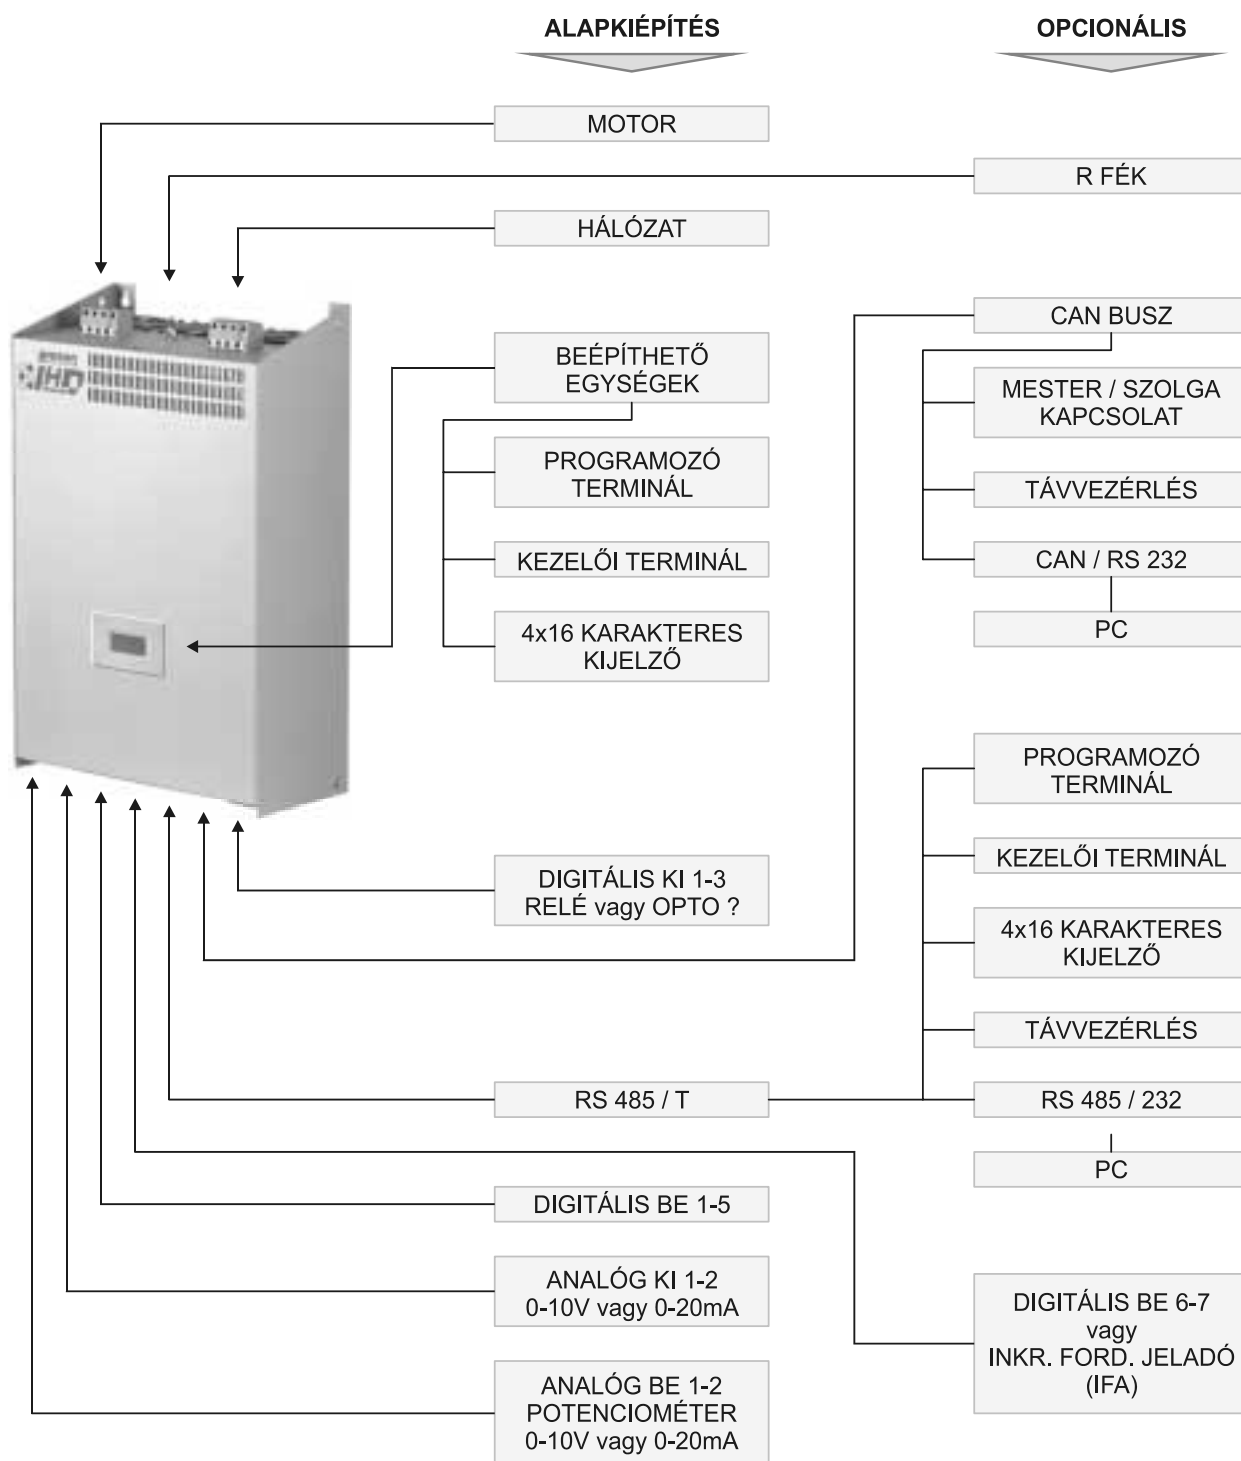 ALAPKIÉPÍTÉS
OPCIONÁLIS
MOTOR
R FÉK
HÁLÓZAT
CAN BUSZ
BEÉPÍTHETŐ
EGYSÉGEK
MESTER / SZOLGA
KAPCSOLAT
PROGRAMOZÓ
TERMINÁL
TÁVVEZÉRLÉS
KEZELŐI TERMINÁL
CAN / RS 232
4x16 KARAKTERES
KIJELZŐ
PC
IHD
PROGRAMOZÓ
TERMINÁL
KEZELŐI TERMINÁL
DIGITÁLIS KI 1-3
RELÉ vagy OPTO ?
4x16 KARAKTERES
KIJELZŐ
TÁVVEZÉRLÉS
RS 485 / T
RS 485 / 232
PC
DIGITÁLIS BE 1-5
ANALÓG KI 1-2
0-10V vagy 0-20mA
DIGITÁLIS BE 6-7
vagy
INKR. FORD. JELADÓ
(IFA)
ANALÓG BE 1-2
POTENCIOMÉTER
0-10V vagy 0-20mA